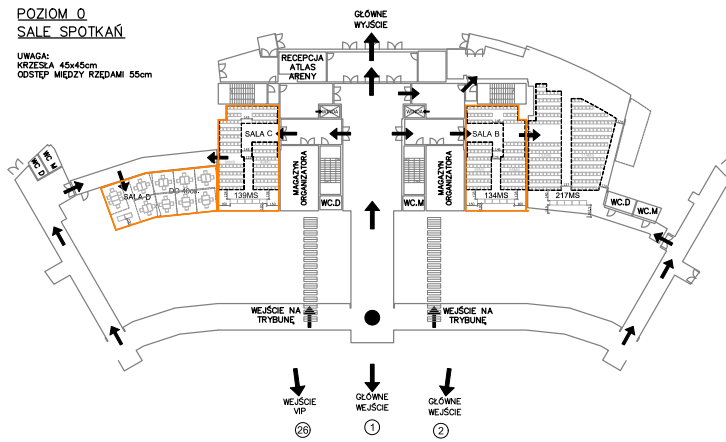 POZIOM 0
SALE SPOTKAŃ
UWAGA:
KRZESŁA 45x45cm
ODSTĘP MIĘDZY RZĘDAMI 55cm
GŁÓWNE
WYJŚCIE
RECEPCJA
ATLAS
ARENY
SALA C
SALA B
WC.D
WC.M
SALA D
DO 40os.
139MS
MAGAZYN
ORGANIZATORA
WC.D
WC.M
MAGAZYN
ORGANIZATORA
134MS
217MS
WC.D
WC.M
WEJŚCIE NA
TRYBUNĘ
WEJŚCIE NA
TRYBUNĘ
WEJŚCIE
VIP
26
GŁÓWNE
WEJŚCIE
1
GŁÓWNE
WEJŚCIE
2